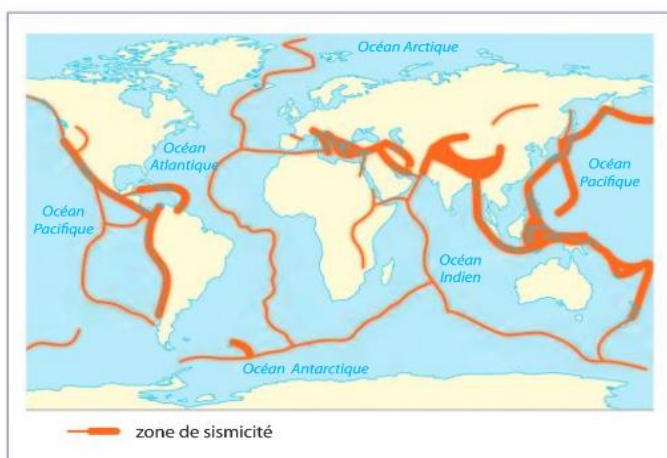 Océan Arctique
Océan
Atlantique
Océan
Pacifique
Océan
Pacifique
Océan
Indien
Océan Antarctique
zone de sismicité